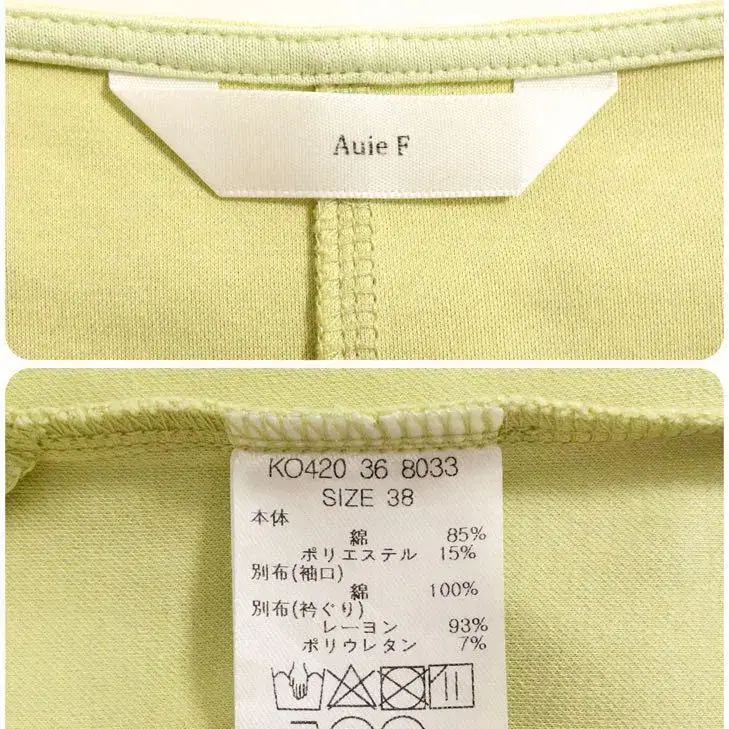 Auie F
KO420 36 8033
SIZE 38
本体
綿 85%
ポリエステル 15%
別布(袖口)
綿 100%
別布(衿ぐり)
レーヨン 93%
ポリウレタン 7%